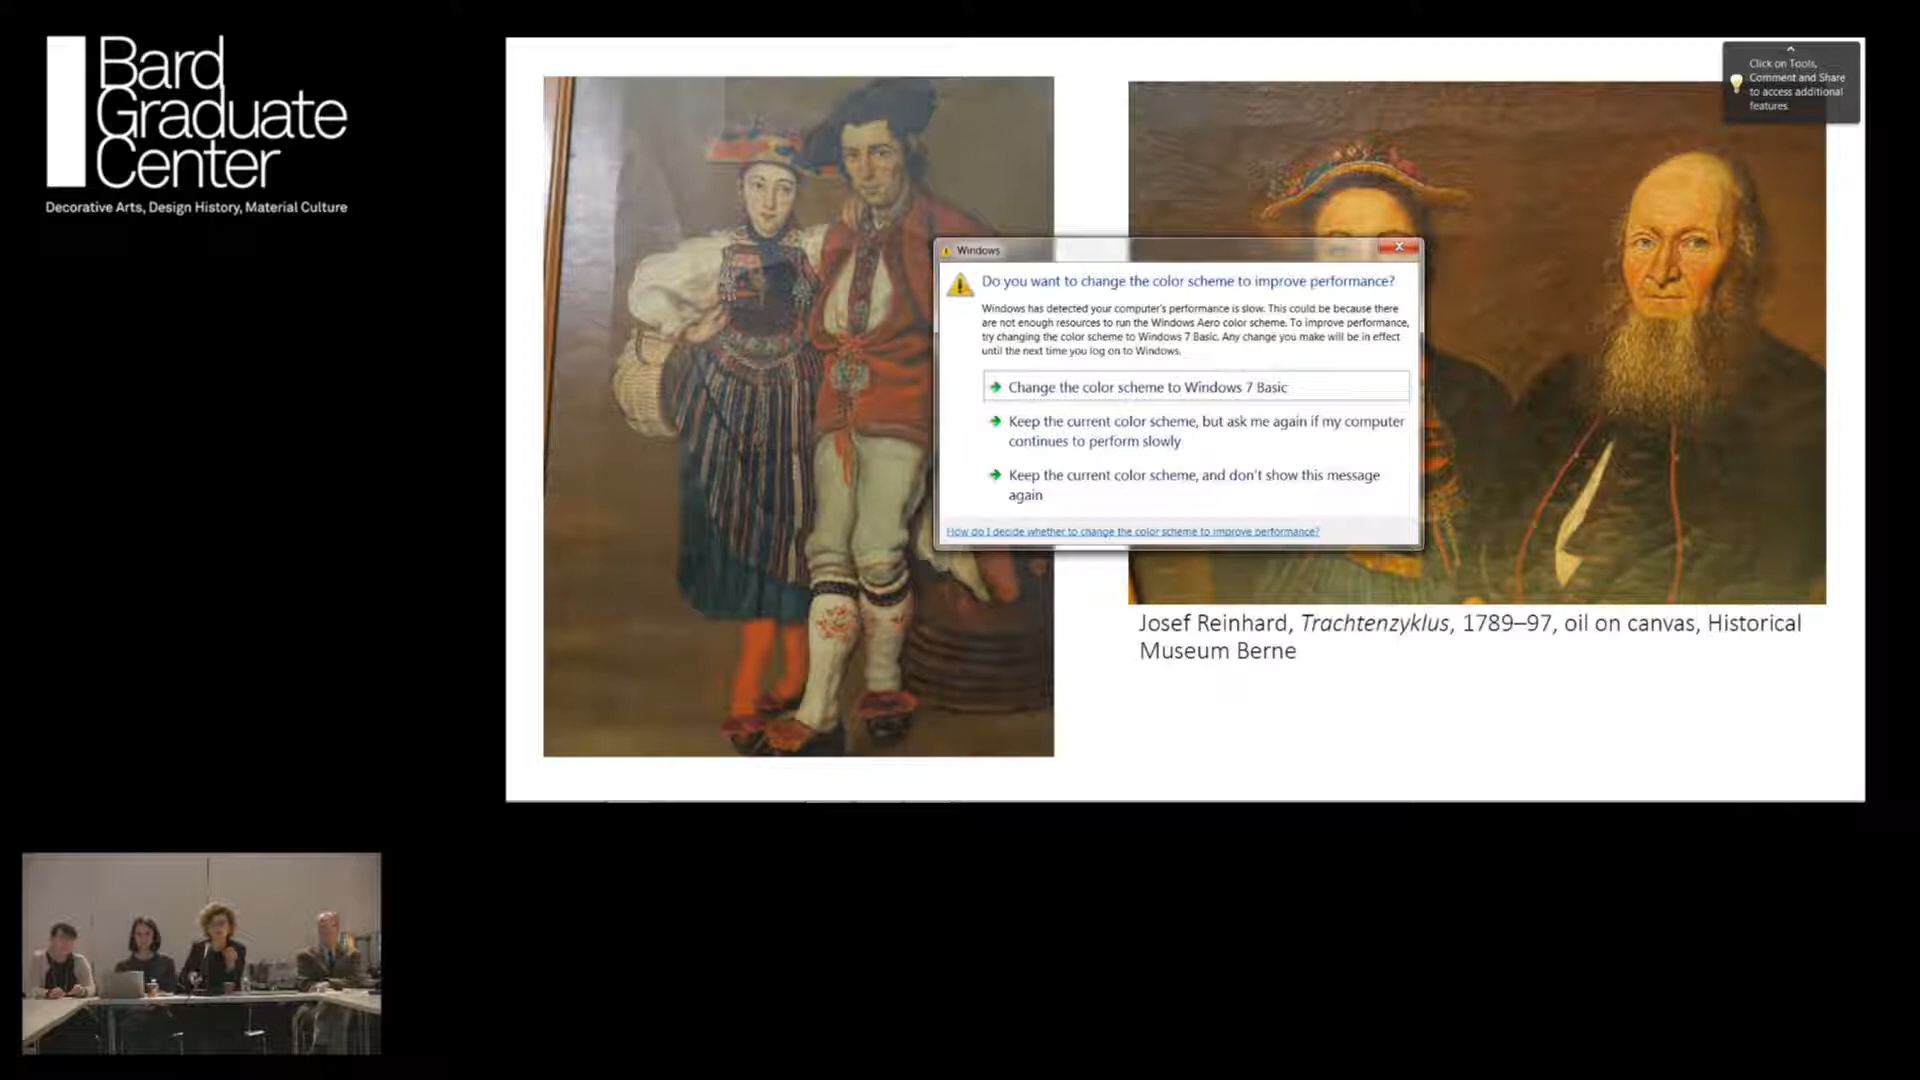 Bard
Graduate
Center
Decorative Arts, Design History, Material Culture
Click on Tools,
Comment and Share
to access additional
features.
Windows
Do you want to change the color scheme to improve performance?
Windows has detected your computer's performance is slow. This could be because there
are not enough resources to run the Windows Aero color scheme. To improve performance,
try changing the color scheme to Windows 7 Basic. Any change you make will be in effect
until the next time you log on to Windows.
Change the color scheme to Windows 7 Basic
Keep the current color scheme, but ask me again if my computer
continues to perform slowly
Keep the current color scheme, and don't show this message
again
How do I decide whether to change the color scheme to improve performance?
Josef Reinhard, Trachtenzyklus, 1789–97, oil on canvas, Historical
Museum Berne